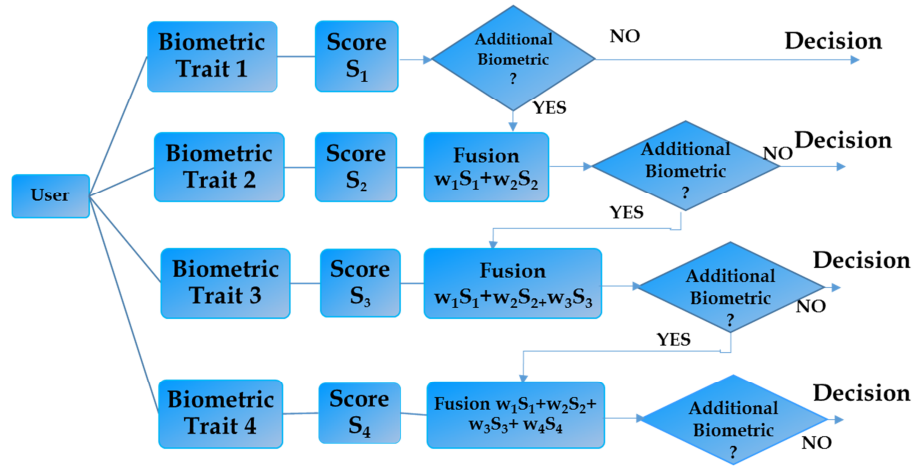 User
Biometric
Trait 1
Score
S₁
Additional
Biometric
?
NO
Decision
YES
Biometric
Trait 2
Score
S₂
Fusion
w₁S₁+w₂S₂
Additional
Biometric
?
NO
Decision
YES
Biometric
Trait 3
Score
S₃
Fusion
w₁S₁+w₂S₂₊w₃S₃
Additional
Biometric
?
NO
Decision
YES
Biometric
Trait 4
Score
S₄
Fusion w₁S₁+w₂S₂+
w₃S₃+ w₄S₄
Additional
Biometric
?
NO
Decision